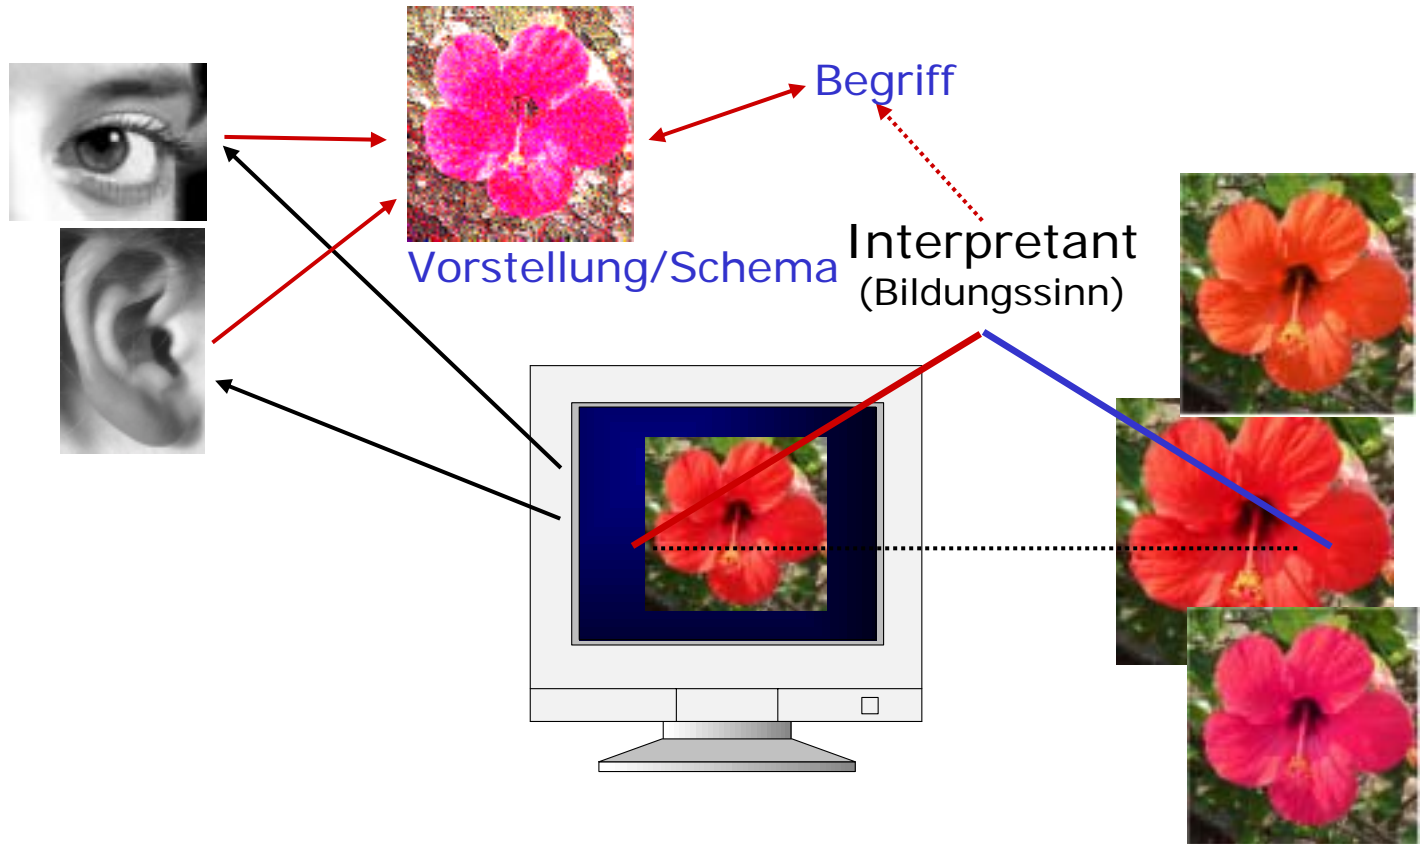 Begriff
Interpretant
Vorstellung/Schema
(Bildungssinn)